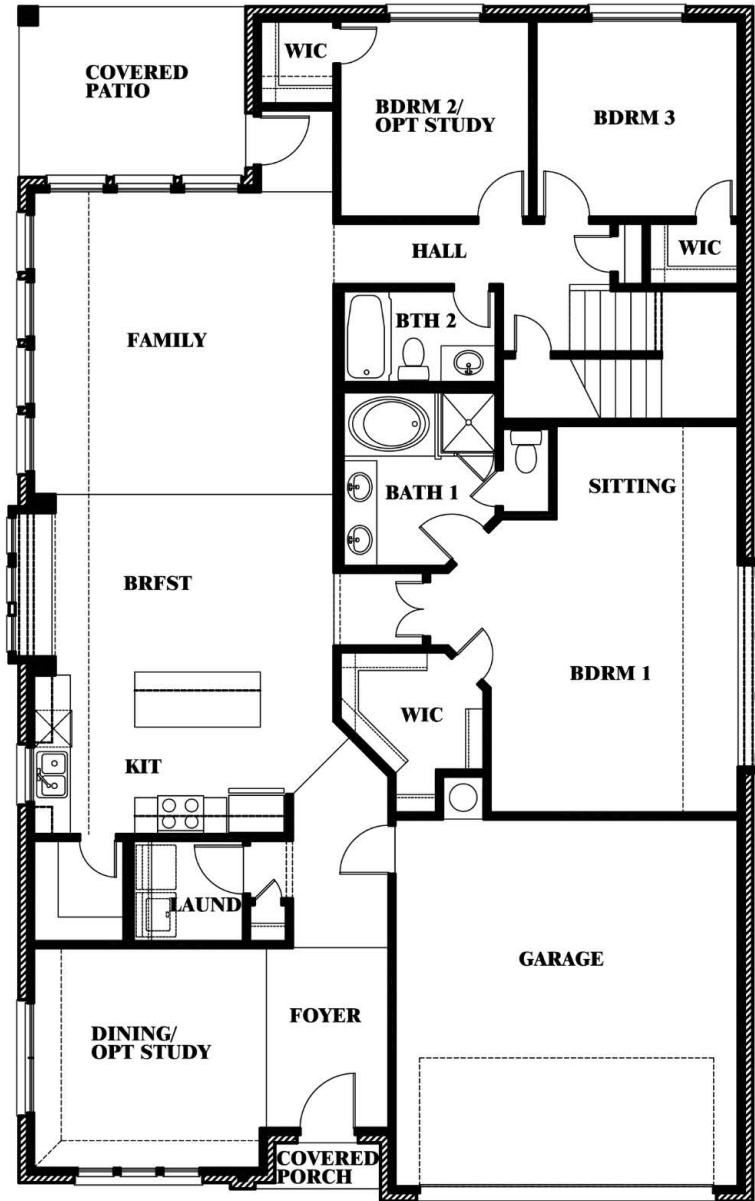 COVERED
PATIO
WIC
BDRM 2/
OPT STUDY
BDRM 3
HALL
WIC
FAMILY
BTH 2
BATH 1
SITTING
BRFST
BDRM 1
WIC
KIT
LAUND
GARAGE
FOYER
DINING/
OPT STUDY
COVERED
PORCH